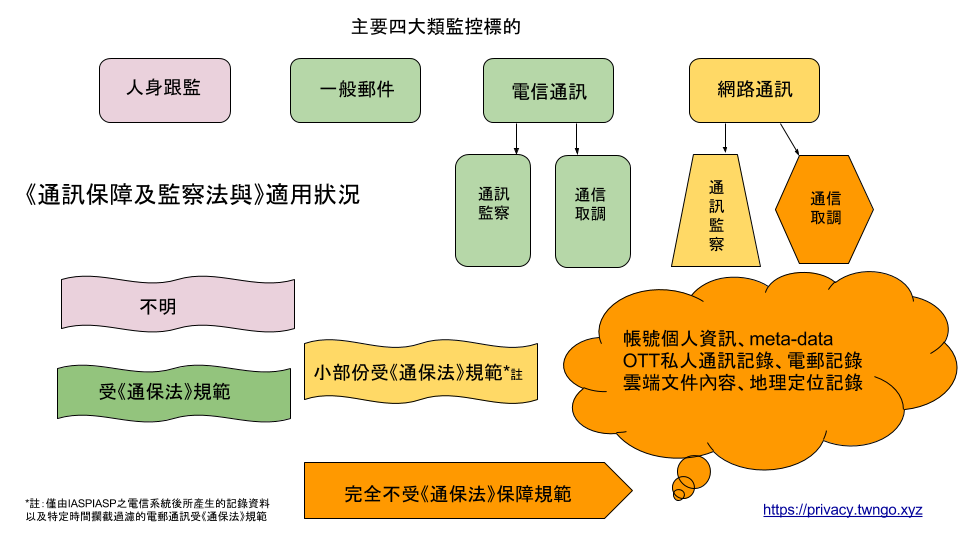 主要四大類監控標的
人身跟監
一般郵件
電信通訊
網路通訊
《通訊保障及監察法與》適用狀況
通訊
監察
通信
取調
通
訊
監
察
通信
取調
不明
受《通保法》規範
小部份受《通保法》規範*註
帳號個人資訊、meta-data
OTT私人通訊記錄、電郵記錄
雲端文件內容、地理定位記錄
完全不受《通保法》保障規範
*註：僅由IASPIASP之電信系統後所產生的記錄資料
以及特定時間攔截過濾的電郵通訊受《通保法》規範
https://privacy.twngo.xyz